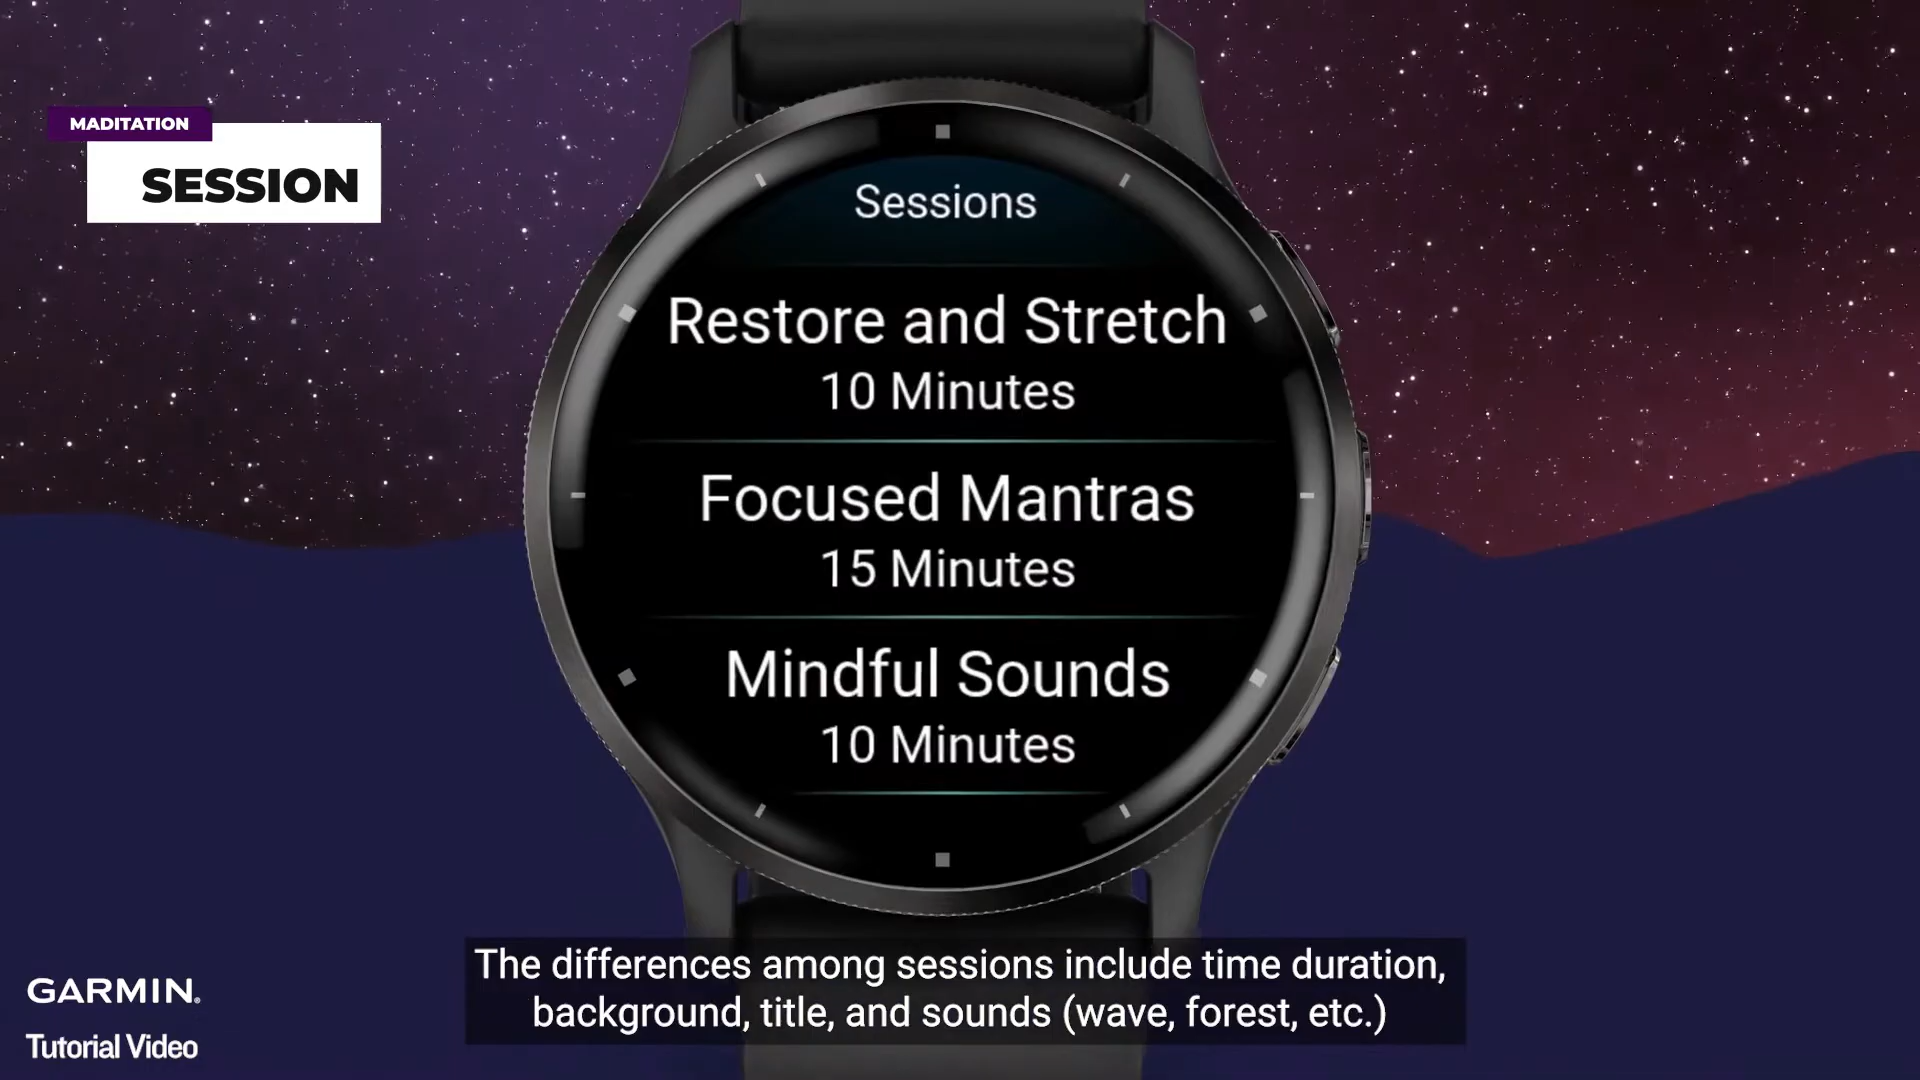 MADITATION
SESSION
Sessions
Restore and Stretch
10 Minutes
Focused Mantras
15 Minutes
Mindful Sounds
10 Minutes
The differences among sessions include time duration,
background, title, and sounds (wave, forest, etc.)
GARMIN®
Tutorial Video